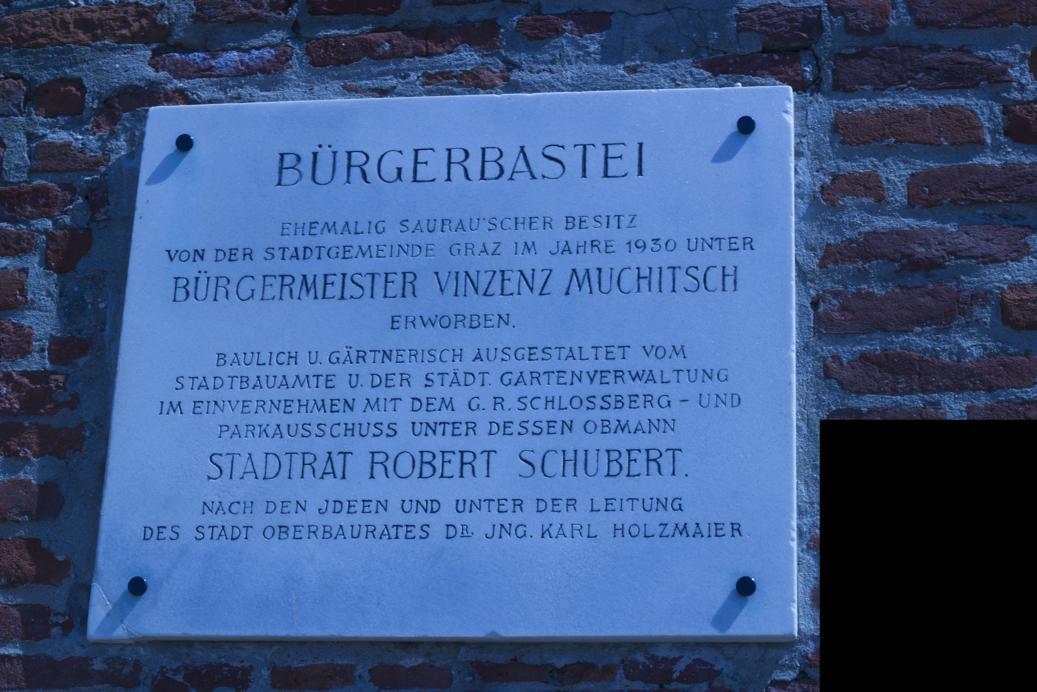 BÜRGERBASTEI
EHEMALIG SAURAU'SCHER BESITZ
VON DER STADTGEMEINDE GRAZ IM JAHRE 1930 UNTER
BÜRGERMEISTER VINZENZ MUCHITSCH
ERWORBEN.
BAULICH U. GÄRTNERISCH AUSGESTALTET VOM
STADTBAUAMTE U. DER STÄDT. GARTENVERWALTUNG
IM EINVERNEHMEN MIT DEM G. R. SCHLOSSBERG - UND
PARKAUSSCHUSS UNTER DESSEN OBMANN
STADTRAT ROBERT SCHUBERT.
NACH DEN JDEEN UND UNTER DER LEITUNG
DES STÄDT OBERBAURATES DR. JNG. KARL HOLZMAIER.